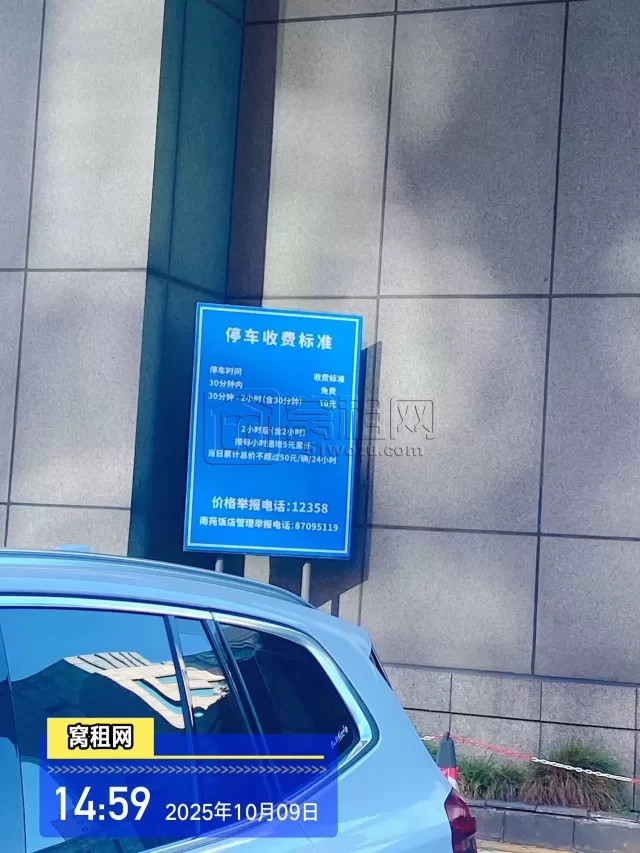 停车收费标准
停车时间 收费标准
30分钟内 免费
30分钟 - 2小时(含30分钟) 10元
2小时后(含2小时)
按每小时递增5元累计
当日累计总价不超过50元/辆/24小时
价格举报电话:12358
南苑饭店管理举报电话:87095119
窝租网
51wozu.com
窝租网
14:59 2025年10月09日